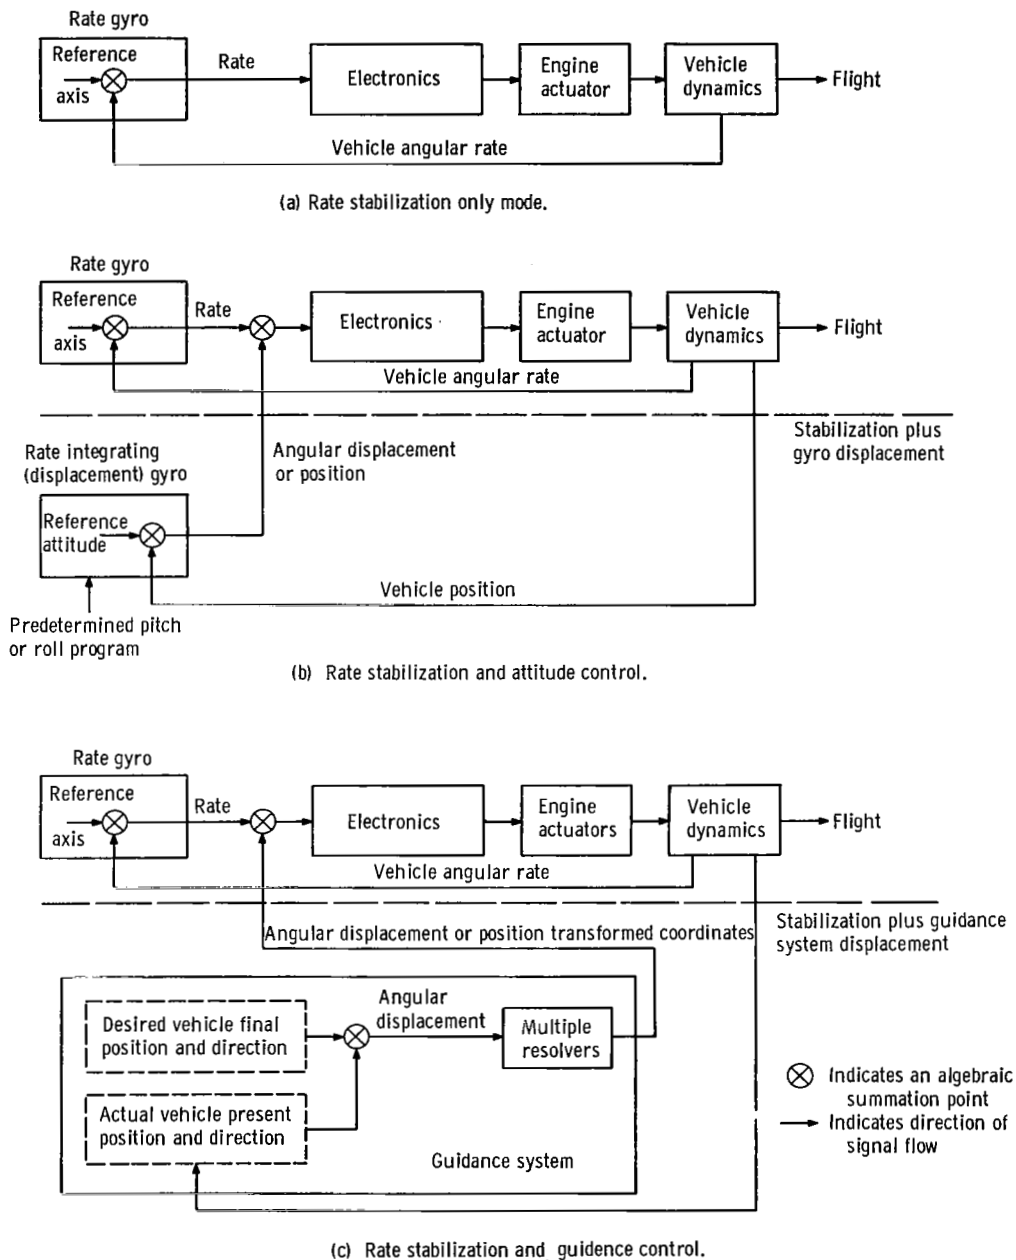 Rate gyro
Reference
axis
Rate
Electronics
Engine
actuator
Vehicle
dynamics
Flight
Vehicle angular rate
(a) Rate stabilization only mode.
Rate gyro
Reference
axis
Rate
Electronics
Engine
actuator
Vehicle
dynamics
Flight
Vehicle angular rate
Stabilization plus
gyro displacement
Rate integrating
(displacement) gyro
Angular displacement
or position
Reference
attitude
Vehicle position
Predetermined pitch
or roll program
(b) Rate stabilization and attitude control.
Rate gyro
Reference
axis
Rate
Electronics
Engine
actuators
Vehicle
dynamics
Flight
Vehicle angular rate
Stabilization plus guidance
system displacement
Angular displacement or position transformed coordinates
Desired vehicle final
position and direction
Angular
displacement
Multiple
resolvers
Actual vehicle present
position and direction
Guidance system
Indicates an algebraic
summation point
Indicates direction of
signal flow
(c) Rate stabilization and guidence control.